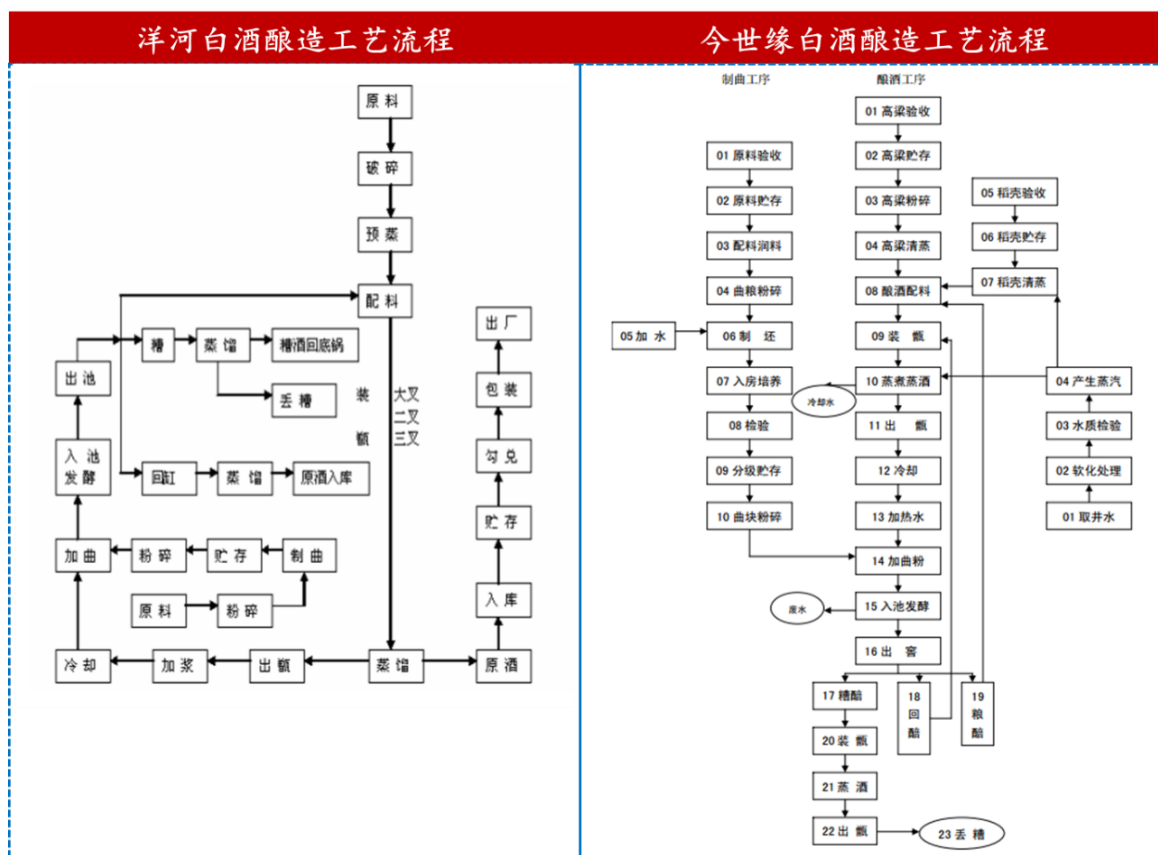 洋河白酒酿造工艺流程
今世缘白酒酿造工艺流程
原料
破碎
预蒸
配料
出厂
糟
蒸馏
糟酒回底锅
出池
包装
丢糟
装 大叉
二叉
甑 三叉
入池
发酵
勾兑
回缸
蒸馏
原酒入库
贮存
加曲
粉碎
贮存
制曲
原料
粉碎
入库
冷却
加浆
出甑
蒸馏
原酒
制曲工序
酿酒工序
01 原料验收
02 原料贮存
03 配料润料
04 曲粮粉碎
05 加水
06 制 坯
07 入房培养
08 检验
09 分级贮存
10 曲块粉碎
01 高粱验收
02 高粱贮存
03 高粱粉碎
04 高粱清蒸
08 酿酒配料
09 装 甑
10 蒸煮蒸酒
冷却水
11 出 甑
12 冷却
13 加热水
14 加曲粉
15 入池发酵
废水
16 出 窖
05 稻壳验收
06 稻壳贮存
07 稻壳清蒸
04 产生蒸汽
03 水质检验
02 软化处理
01 取井水
17 糟醅
18
回
醅
19
粮
醅
20 装 甑
21 蒸 酒
22 出 甑
23 丢 糟